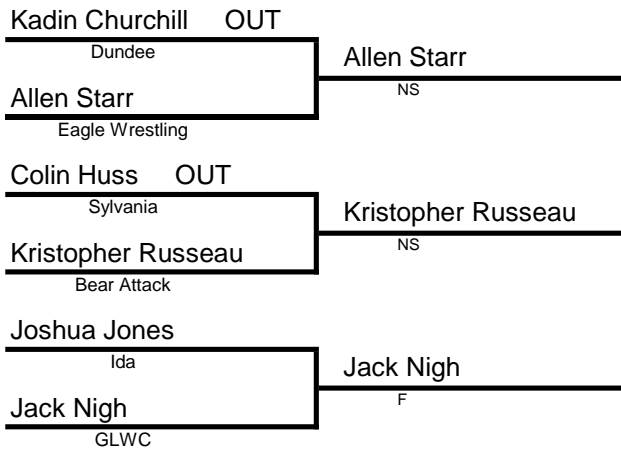 Kadin Churchill OUT
Dundee
Allen Starr
NS
Allen Starr
Eagle Wrestling
Colin Huss OUT
Sylvania
Kristopher Russeau
NS
Kristopher Russeau
Bear Attack
Joshua Jones
Ida
Jack Nigh
F
Jack Nigh
GLWC